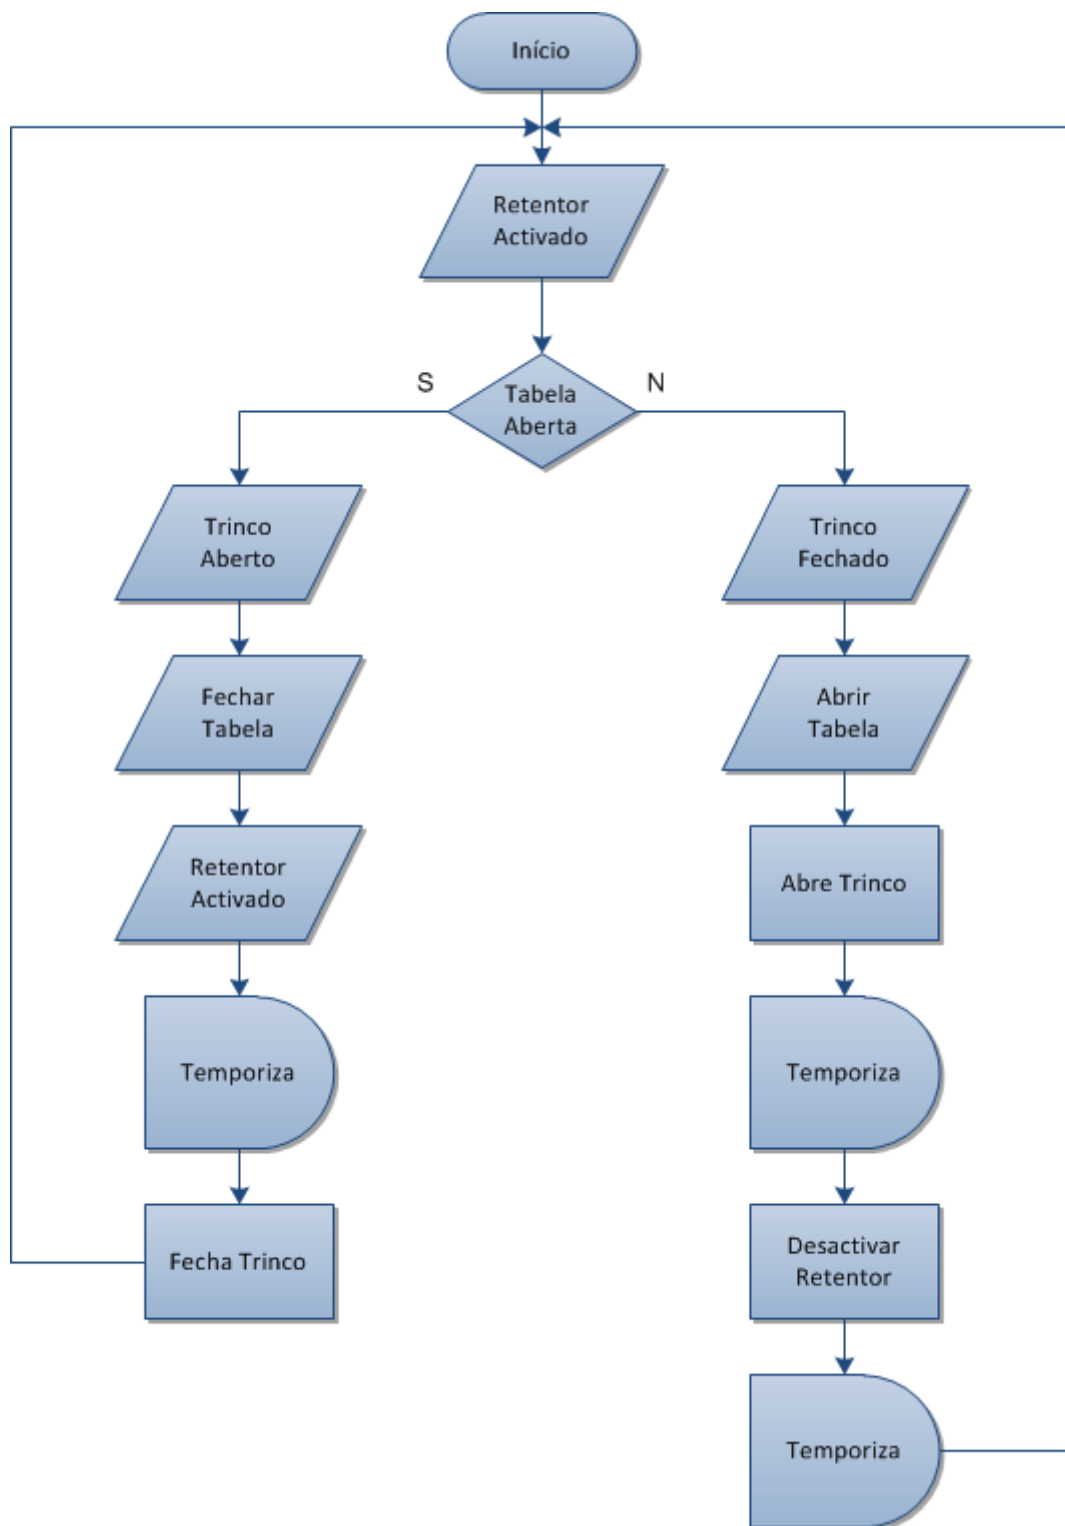 Início
Retentor
Activado
S
N
Tabela
Aberta
Trinco
Aberto
Fechar
Tabela
Retentor
Activado
Temporiza
Fecha Trinco
Trinco
Fechado
Abrir
Tabela
Abre Trinco
Temporiza
Desactivar
Retentor
Temporiza